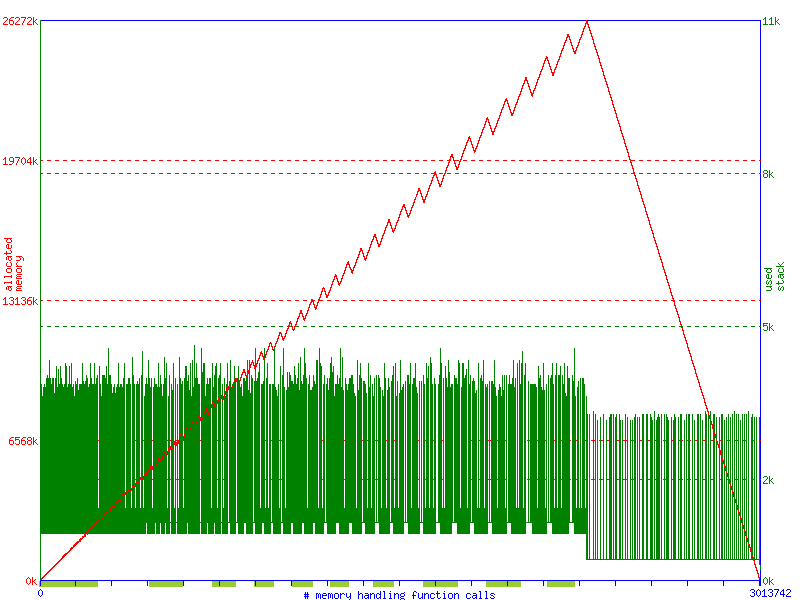 26272k
11k
19704k
8k
allocated
memory
used
stack
13136k
5k
6568k
2k
0k
0k
0
# memory handling function calls
3013742